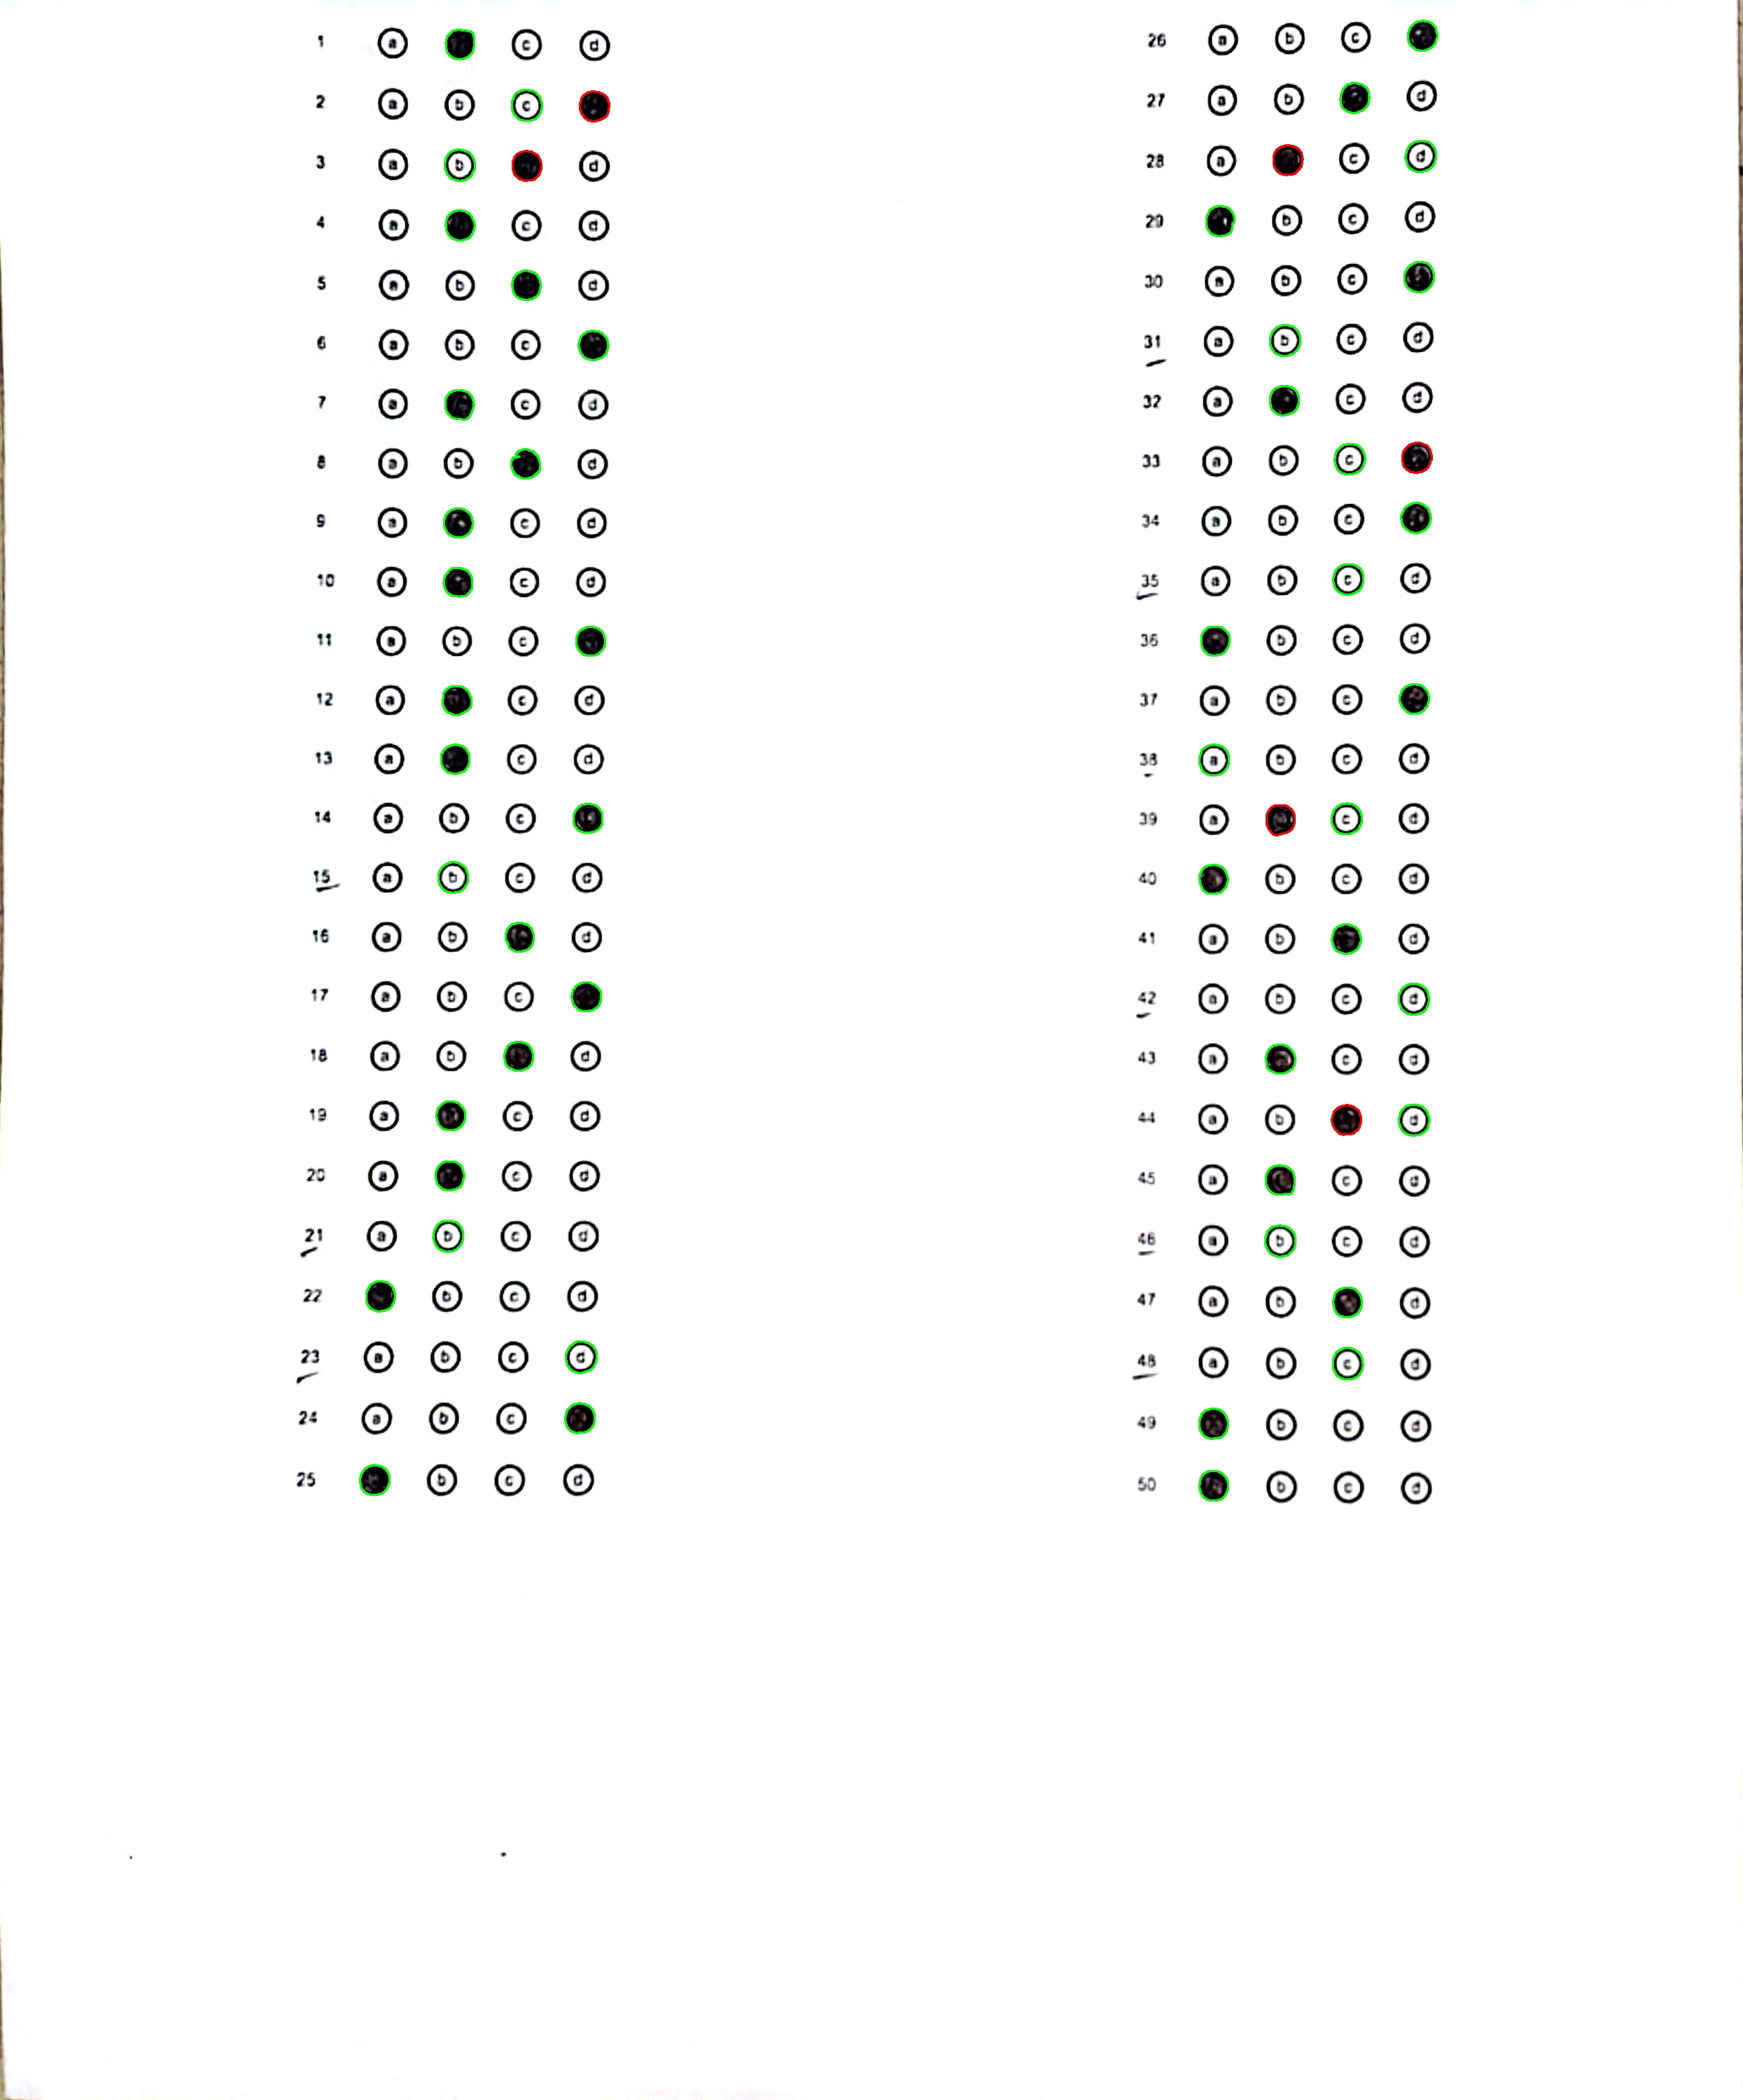 1 a c d
2 a b c
3 a b d
4 a c d
5 a b d
6 a b c
7 a c d
8 a b d
9 a c d
10 a c d
11 a b c
12 a c d
13 a c d
14 a b c
15 a b c d
16 a b d
17 a b c
18 a b d
19 a c d
20 a c d
21 a b c d
22 b c d
23 a b c d
24 a b c
25 b c d
26 a b c
27 a b d
28 a c d
29 b c d
30 a b c
31 a b c d
32 a c d
33 a b c
34 a b c
35 a b c d
36 b c d
37 a b c
38 a b c d
39 a c d
40 b c d
41 a b d
42 a b c d
43 a c d
44 a b d
45 a c d
46 a b c d
47 a b d
48 a b c d
49 b c d
50 b c d